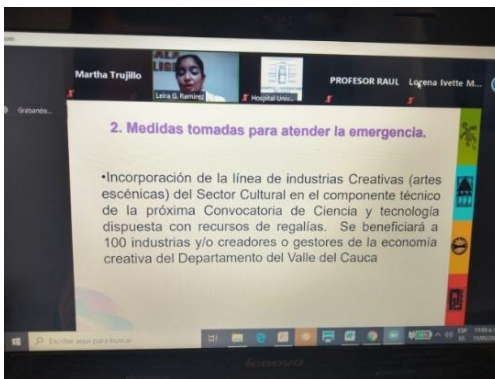 Martha Trujillo
Leira G. Ramírez
Hospital Univ...
PROFESOR RAUL
Lorena Ivette M...
Grabando...
2. Medidas tomadas para atender la emergencia.
•Incorporación de la línea de industrias Creativas (artes
escénicas) del Sector Cultural en el componente técnico
de la próxima Convocatoria de Ciencia y tecnología
dispuesta con recursos de regalías. Se beneficiará a
100 industrias y/o creadores o gestores de la economía
creativa del Departamento del Valle del Cauca
Escribe aquí para buscar
ESP
ES
lenovo